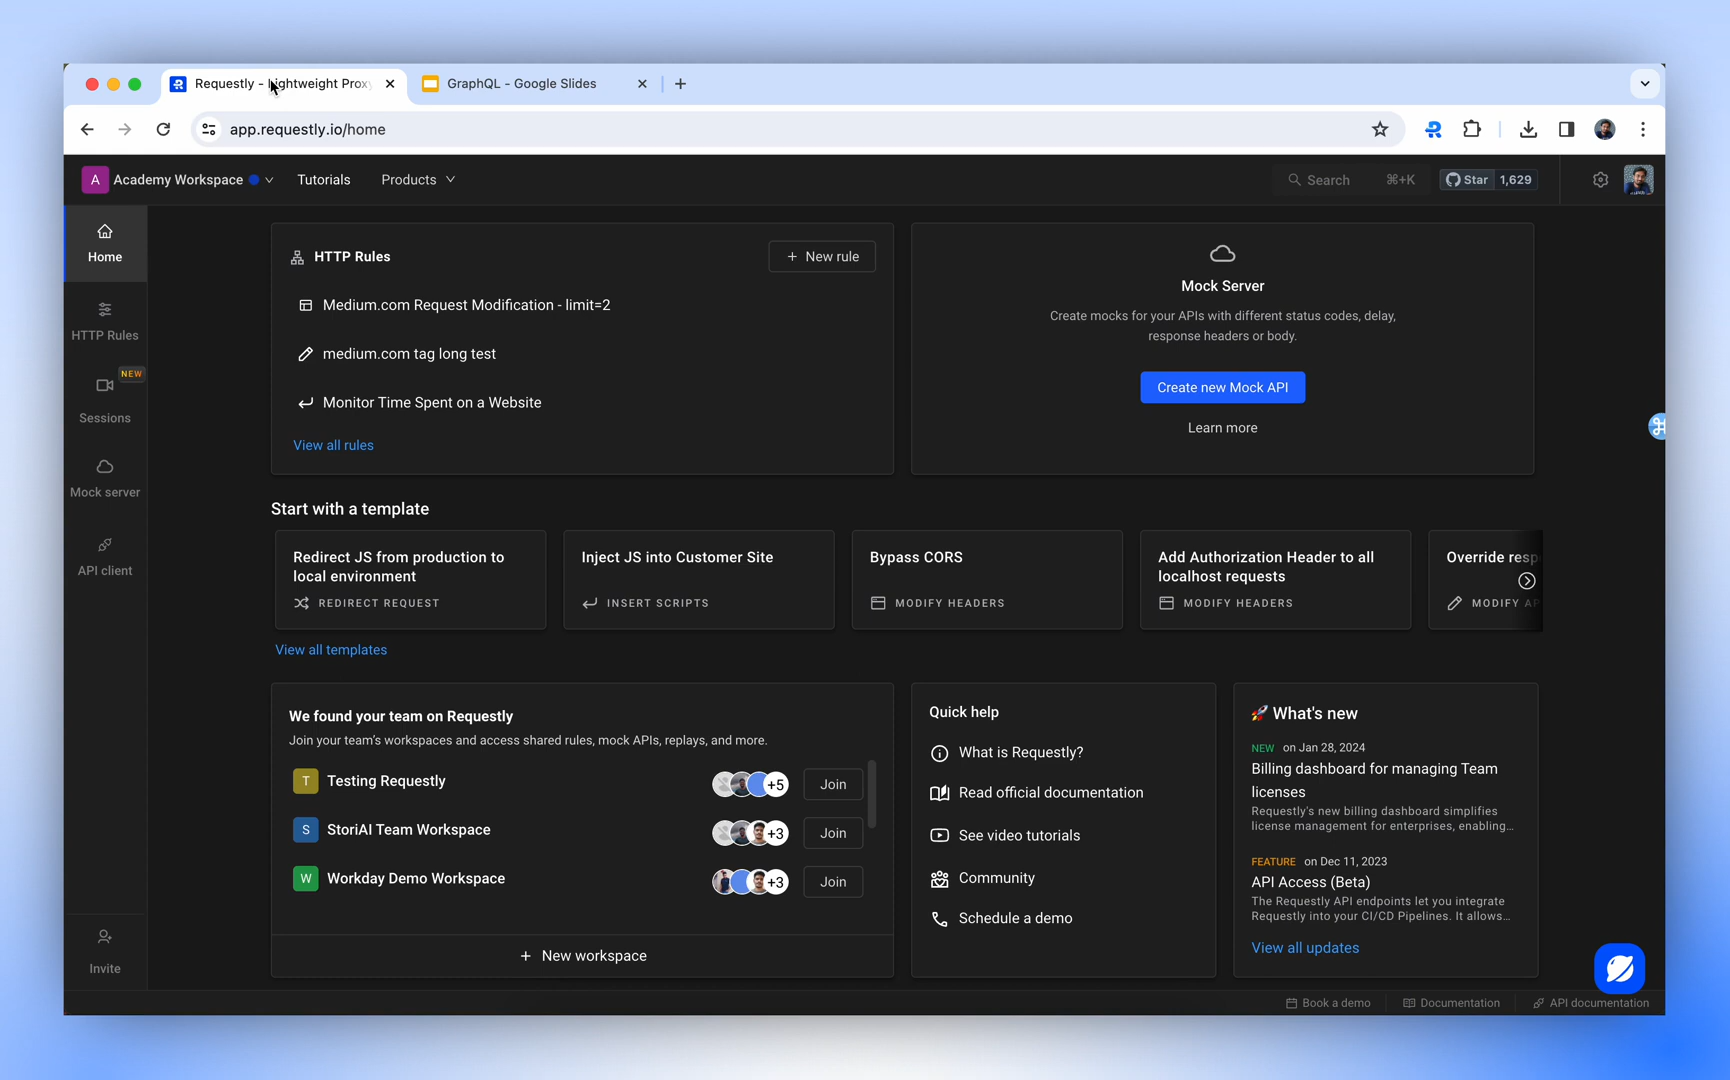 Requestly - Lightweight Proxy
GraphQL - Google Slides
app.requestly.io/home
A Academy Workspace
Tutorials
Products
Search ⌘+K
Star 1,629
Home
HTTP Rules
NEW
Sessions
Mock server
API client
Invite
HTTP Rules
+ New rule
Medium.com Request Modification - limit=2
medium.com tag long test
Monitor Time Spent on a Website
View all rules
Mock Server
Create mocks for your APIs with different status codes, delay,
response headers or body.
Create new Mock API
Learn more
Start with a template
Redirect JS from production to
local environment
REDIRECT REQUEST
Inject JS into Customer Site
INSERT SCRIPTS
Bypass CORS
MODIFY HEADERS
Add Authorization Header to all
localhost requests
MODIFY HEADERS
Override resp
MODIFY AP
View all templates
We found your team on Requestly
Join your team's workspaces and access shared rules, mock APIs, replays, and more.
T Testing Requestly +5 Join
S StoriAI Team Workspace +3 Join
W Workday Demo Workspace +3 Join
+ New workspace
Quick help
What is Requestly?
Read official documentation
See video tutorials
Community
Schedule a demo
🚀 What's new
NEW on Jan 28, 2024
Billing dashboard for managing Team
licenses
Requestly's new billing dashboard simplifies
license management for enterprises, enabling...
FEATURE on Dec 11, 2023
API Access (Beta)
The Requestly API endpoints let you integrate
Requestly into your CI/CD Pipelines. It allows...
View all updates
Book a demo
Documentation
API documentation